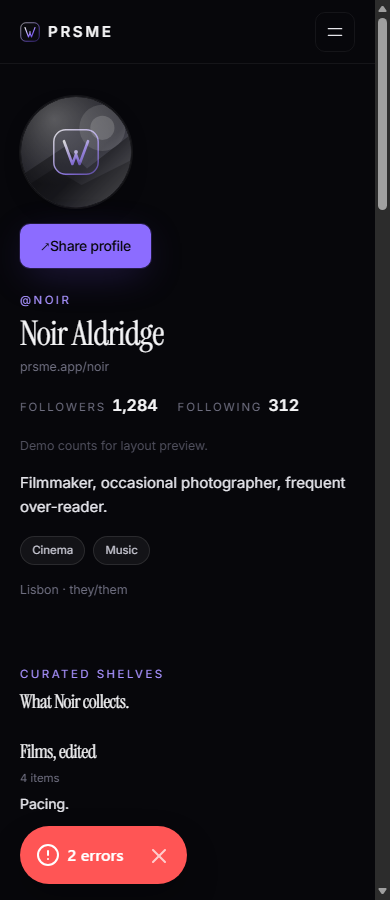 PRSME
↗Share profile
@NOIR
Noir Aldridge
prsme.app/noir
FOLLOWERS 1,284 FOLLOWING 312
Demo counts for layout preview.
Filmmaker, occasional photographer, frequent
over-reader.
Cinema Music
Lisbon · they/them
CURATED SHELVES
What Noir collects.
Films, edited
4 items
Pacing.
2 errors